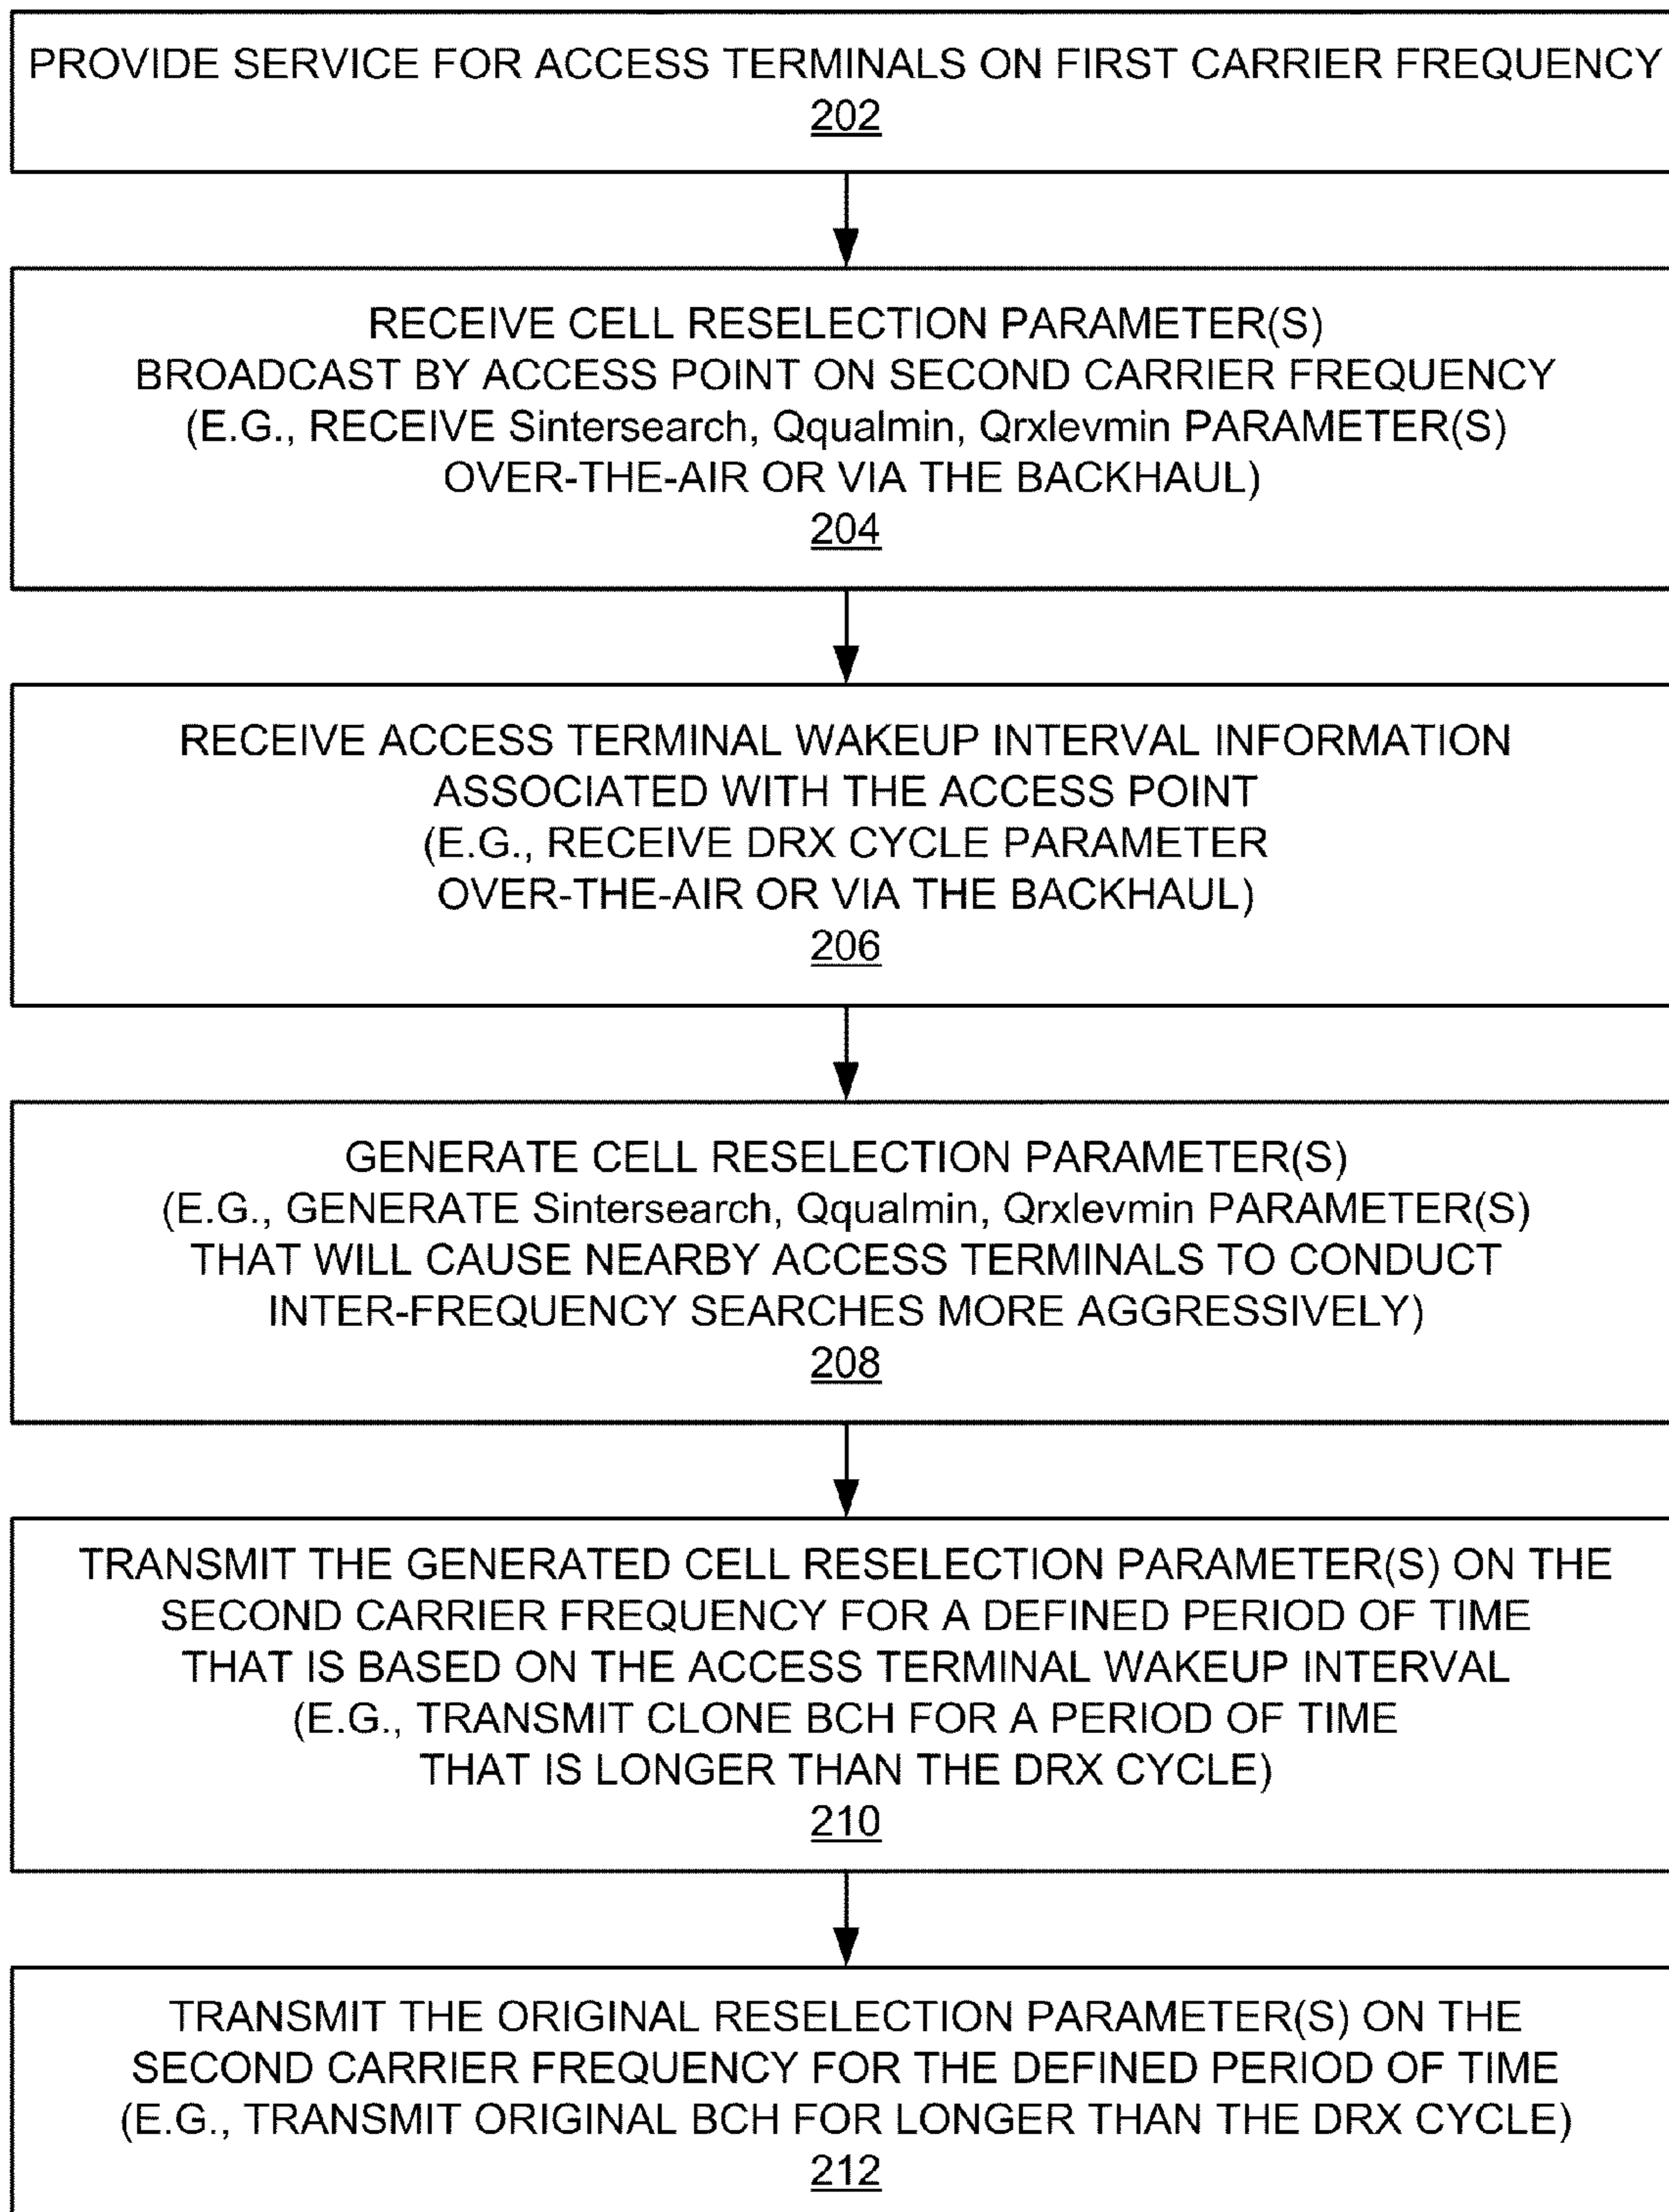 PROVIDE SERVICE FOR ACCESS TERMINALS ON FIRST CARRIER FREQUENCY
202
RECEIVE CELL RESELECTION PARAMETER(S)
BROADCAST BY ACCESS POINT ON SECOND CARRIER FREQUENCY
(E.G., RECEIVE Sintersearch, Qqualmin, Qrxlevmin PARAMETER(S)
OVER-THE-AIR OR VIA THE BACKHAUL)
204
RECEIVE ACCESS TERMINAL WAKEUP INTERVAL INFORMATION
ASSOCIATED WITH THE ACCESS POINT
(E.G., RECEIVE DRX CYCLE PARAMETER
OVER-THE-AIR OR VIA THE BACKHAUL)
206
GENERATE CELL RESELECTION PARAMETER(S)
(E.G., GENERATE Sintersearch, Qqualmin, Qrxlevmin PARAMETER(S)
THAT WILL CAUSE NEARBY ACCESS TERMINALS TO CONDUCT
INTER-FREQUENCY SEARCHES MORE AGGRESSIVELY)
208
TRANSMIT THE GENERATED CELL RESELECTION PARAMETER(S) ON THE
SECOND CARRIER FREQUENCY FOR A DEFINED PERIOD OF TIME
THAT IS BASED ON THE ACCESS TERMINAL WAKEUP INTERVAL
(E.G., TRANSMIT CLONE BCH FOR A PERIOD OF TIME
THAT IS LONGER THAN THE DRX CYCLE)
210
TRANSMIT THE ORIGINAL RESELECTION PARAMETER(S) ON THE
SECOND CARRIER FREQUENCY FOR THE DEFINED PERIOD OF TIME
(E.G., TRANSMIT ORIGINAL BCH FOR LONGER THAN THE DRX CYCLE)
212